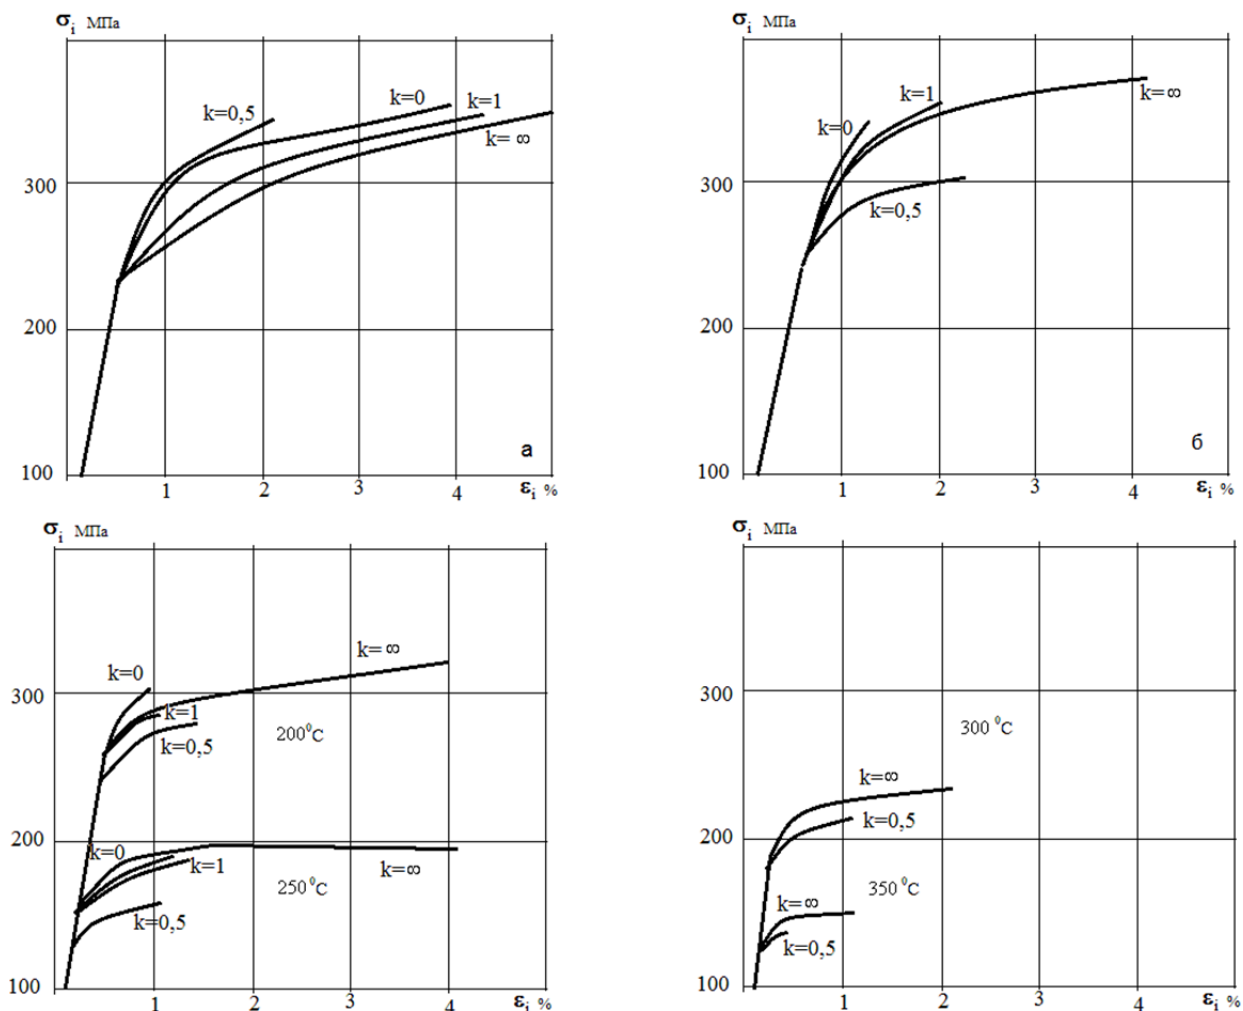 σi МПа
k=0,5
k=0
k=1
k= ∞
300
200
100
1
2
3
4
εi %
а
σi МПа
k=1
k=0
k= ∞
k=0,5
300
200
100
1
2
3
4
εi %
б
σi МПа
k=0
k= ∞
k=1
k=0,5
200⁰C
300
200
k=0
k=1
k=∞
k=0,5
250⁰C
100
1
2
3
4
εi %
σi МПа
300
300 ⁰C
k=∞
k=0,5
200
350 ⁰C
k=∞
k=0,5
100
1
2
3
4
εi %